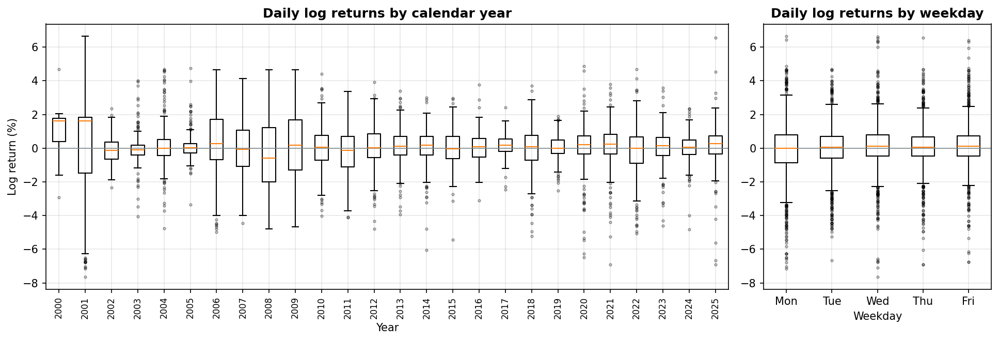 Daily log returns by calendar year
Log return (%)
6
4
2
0
−2
−4
−6
−8
2000 2001 2002 2003 2004 2005 2006 2007 2008 2009 2010 2011 2012 2013 2014 2015 2016 2017 2018 2019 2020 2021 2022 2023 2024 2025
Year
Daily log returns by weekday
6
4
2
0
−2
−4
−6
−8
Mon Tue Wed Thu Fri
Weekday